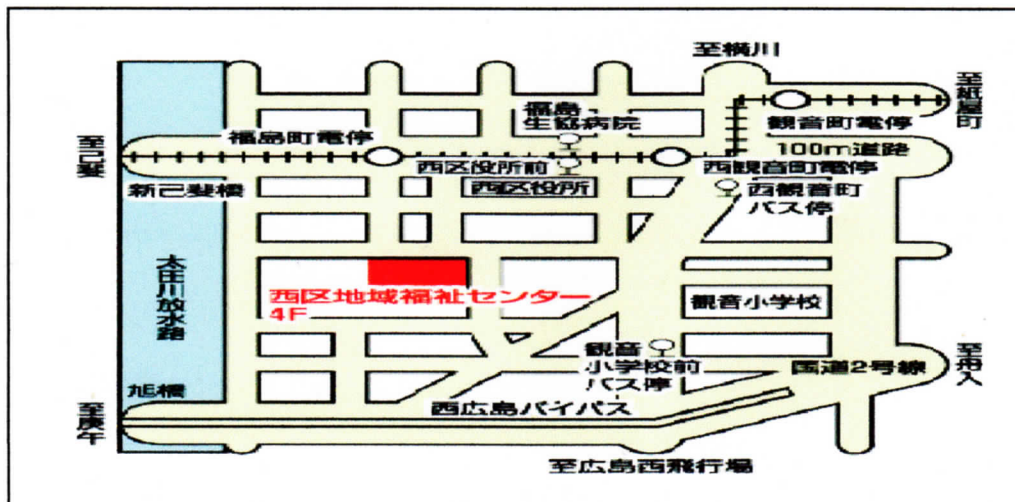 至横川
至紙屋町
福島
生協病院
観音町電停
至己斐
福島町電停
100m道路
西区役所前
西観音町電停
新己斐橋
西区役所
西観音町
バス停
太田川放水路
西区地域福祉センター
4F
観音小学校
観音
小学校前
バス停
国道2号線
至舟入
旭橋
西広島バイパス
至庚午
至広島西飛行場